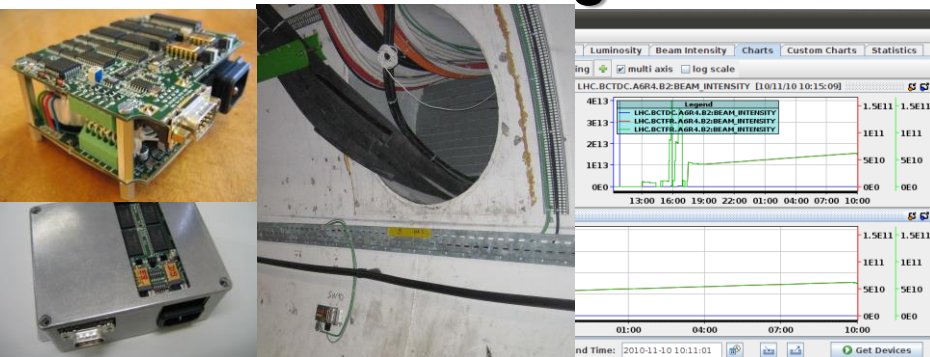 Luminosity Beam Intensity Charts Custom Charts Statistics
ing multi axis log scale
LHC.BCTDC.A6R4.B2:BEAM_INTENSITY [10/11/10 10:15:09]
Legend
LHC.BCTDC.A6R4.B2:BEAM_INTENSITY
LHC.BCTFR.A6R4.B2:BEAM_INTENSITY
LHC.BCTFR.A6R4.B2:BEAM_INTENSITY
4E13
3E13
2E13
1E13
0E0
1.5E11 1.5E11
1E11 1E11
5E10 5E10
0E0 0E0
13:00 16:00 19:00 22:00 01:00 04:00 07:00 10:00
1.5E11 1.5E11
1E11 1E11
5E10 5E10
0E0 0E0
01:00 04:00 07:00 10:00
nd Time: 2010-11-10 10:11:01 Get Devices